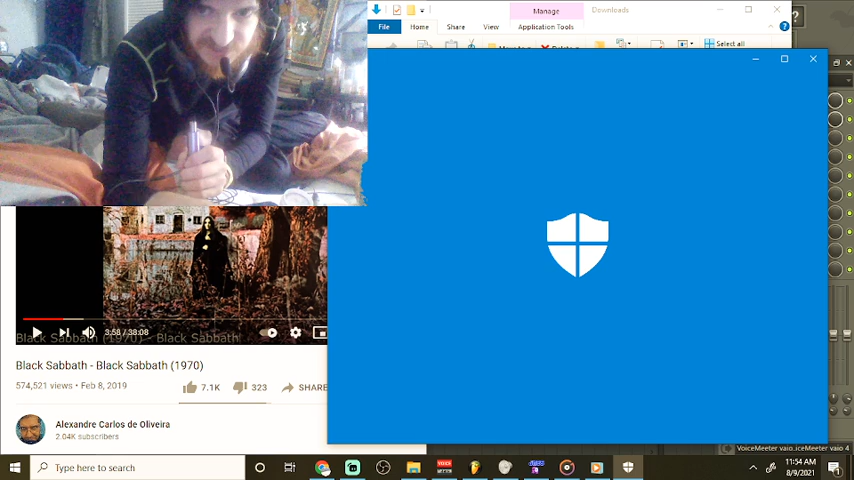 Manage
Downloads
File
Home
Share
View
Application Tools
Select all
3:58 / 38:08
Black Sabbath (1970) - Black Sabbath
Black Sabbath - Black Sabbath (1970)
574,521 views • Feb 8, 2019
7.1K
323
SHARE
Alexandre Carlos de Oliveira
2.04K subscribers
VoiceMeeter vaio
Type here to search
11:54 AM
8/9/2021